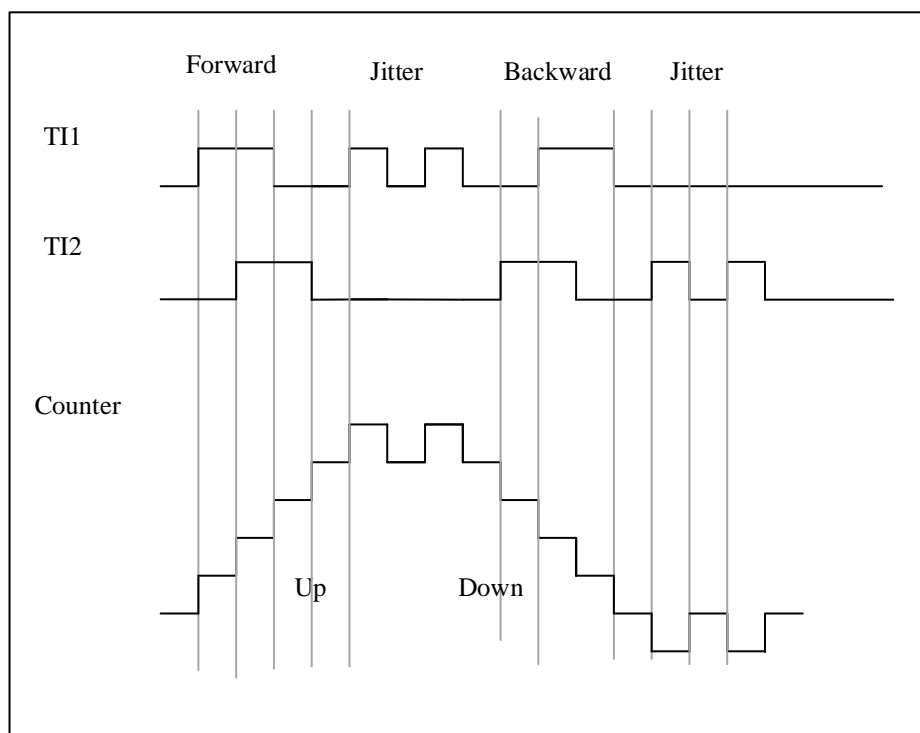 Forward
Jitter
Backward
Jitter
TI1
TI2
Counter
Up
Down